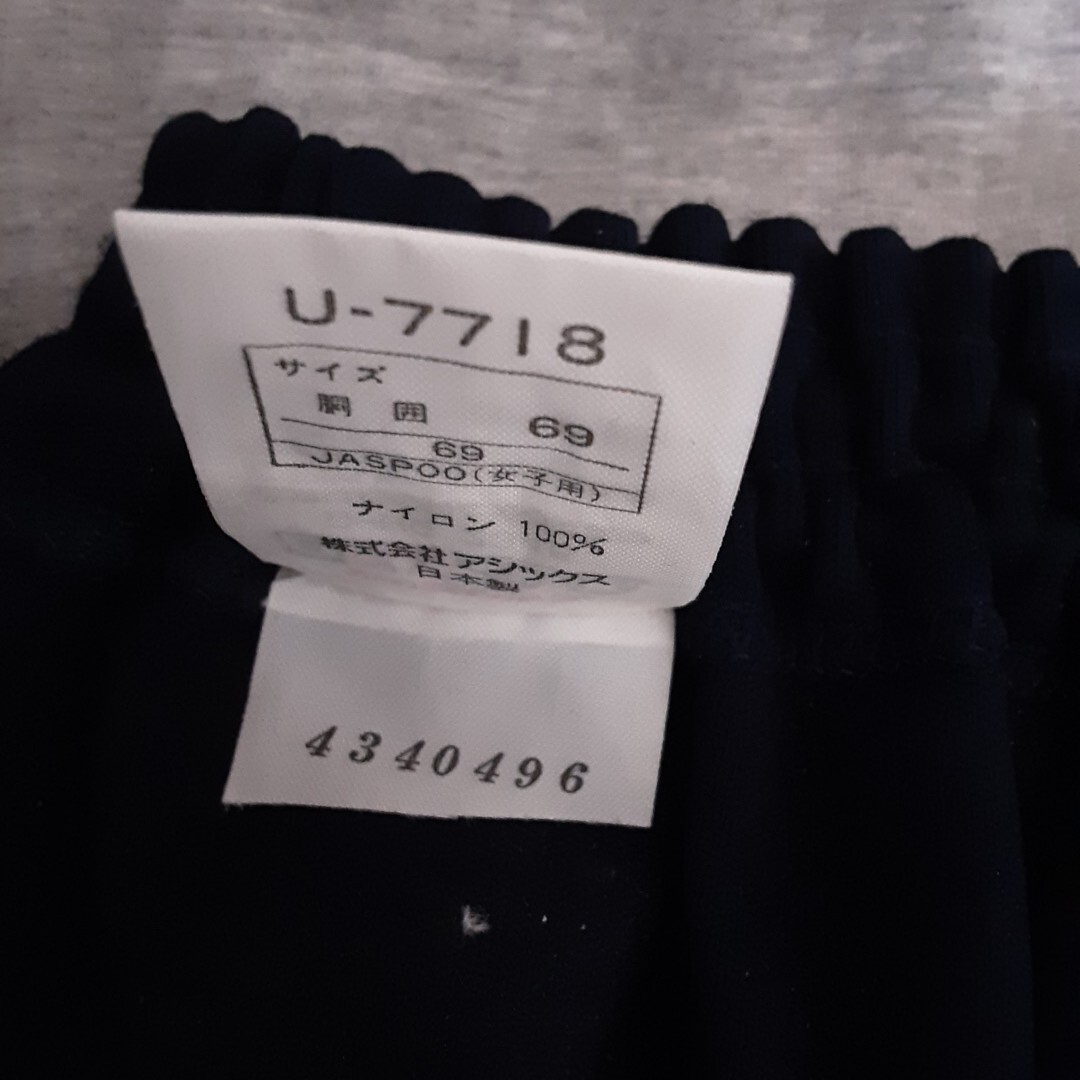 U-7718
サイズ
胴 囲 69
69
JASPOO(女子用)
ナイロン 100%
株式会社アシックス
日本製
4340496